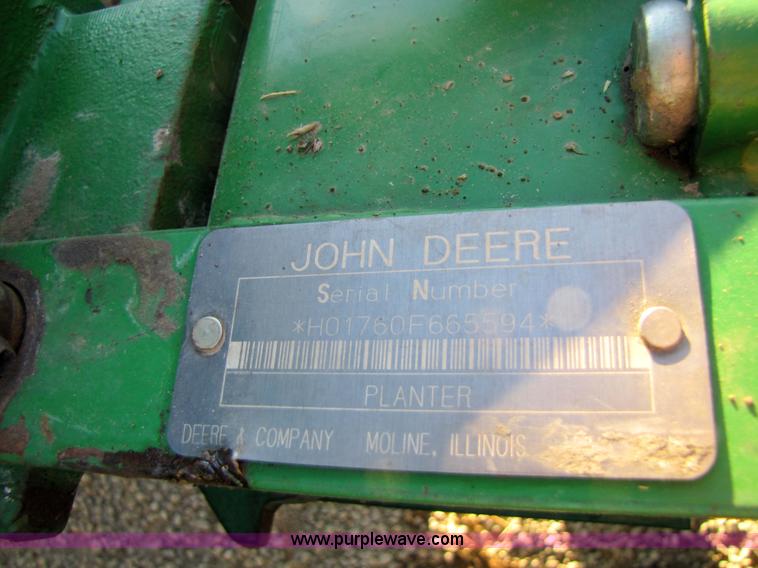 JOHN DEERE
Serial Number
*H01760F665594*
PLANTER
DEERE & COMPANY MOLINE, ILLINOIS
www.purplewave.com